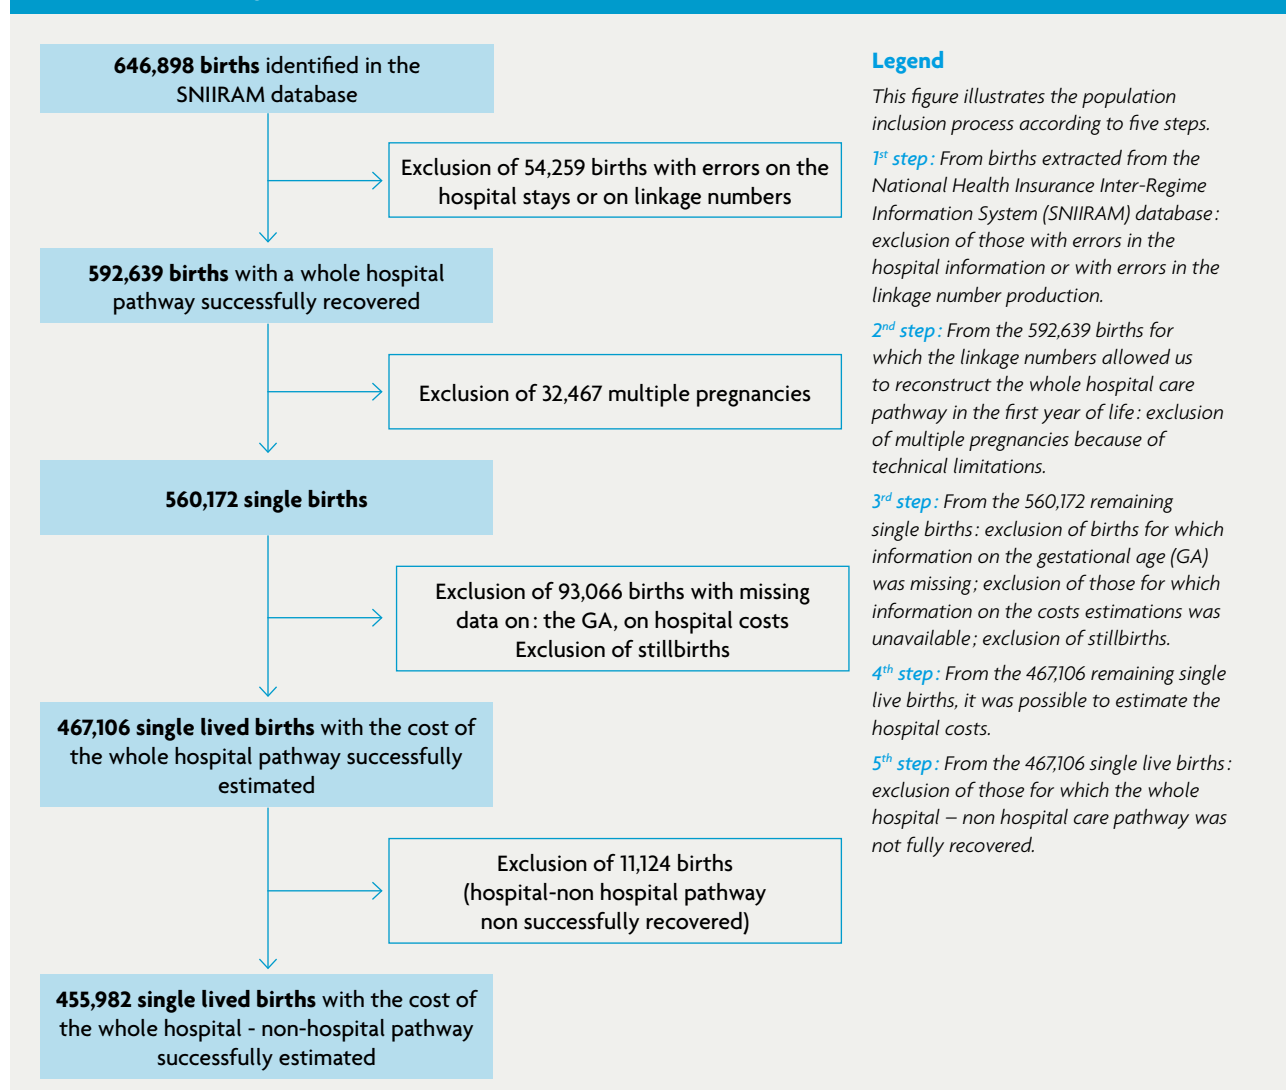 646,898 births identified in the
SNIIRAM database
Exclusion of 54,259 births with errors on the
hospital stays or on linkage numbers
592,639 births with a whole hospital
pathway successfully recovered
Exclusion of 32,467 multiple pregnancies
560,172 single births
Exclusion of 93,066 births with missing
data on : the GA, on hospital costs
Exclusion of stillbirths
467,106 single lived births with the cost of
the whole hospital pathway successfully
estimated
Exclusion of 11,124 births
(hospital-non hospital pathway
non successfully recovered)
455,982 single lived births with the cost of
the whole hospital - non-hospital pathway
successfully estimated
Legend
This figure illustrates the population
inclusion process according to five steps.
1st step : From births extracted from the
National Health Insurance Inter-Regime
Information System (SNIIRAM) database :
exclusion of those with errors in the
hospital information or with errors in the
linkage number production.
2nd step : From the 592,639 births for
which the linkage numbers allowed us
to reconstruct the whole hospital care
pathway in the first year of life : exclusion
of multiple pregnancies because of
technical limitations.
3rd step : From the 560,172 remaining
single births : exclusion of births for which
information on the gestational age (GA)
was missing ; exclusion of those for which
information on the costs estimations was
unavailable ; exclusion of stillbirths.
4th step : From the 467,106 remaining single
live births, it was possible to estimate the
hospital costs.
5th step : From the 467,106 single live births :
exclusion of those for which the whole
hospital – non hospital care pathway was
not fully recovered.